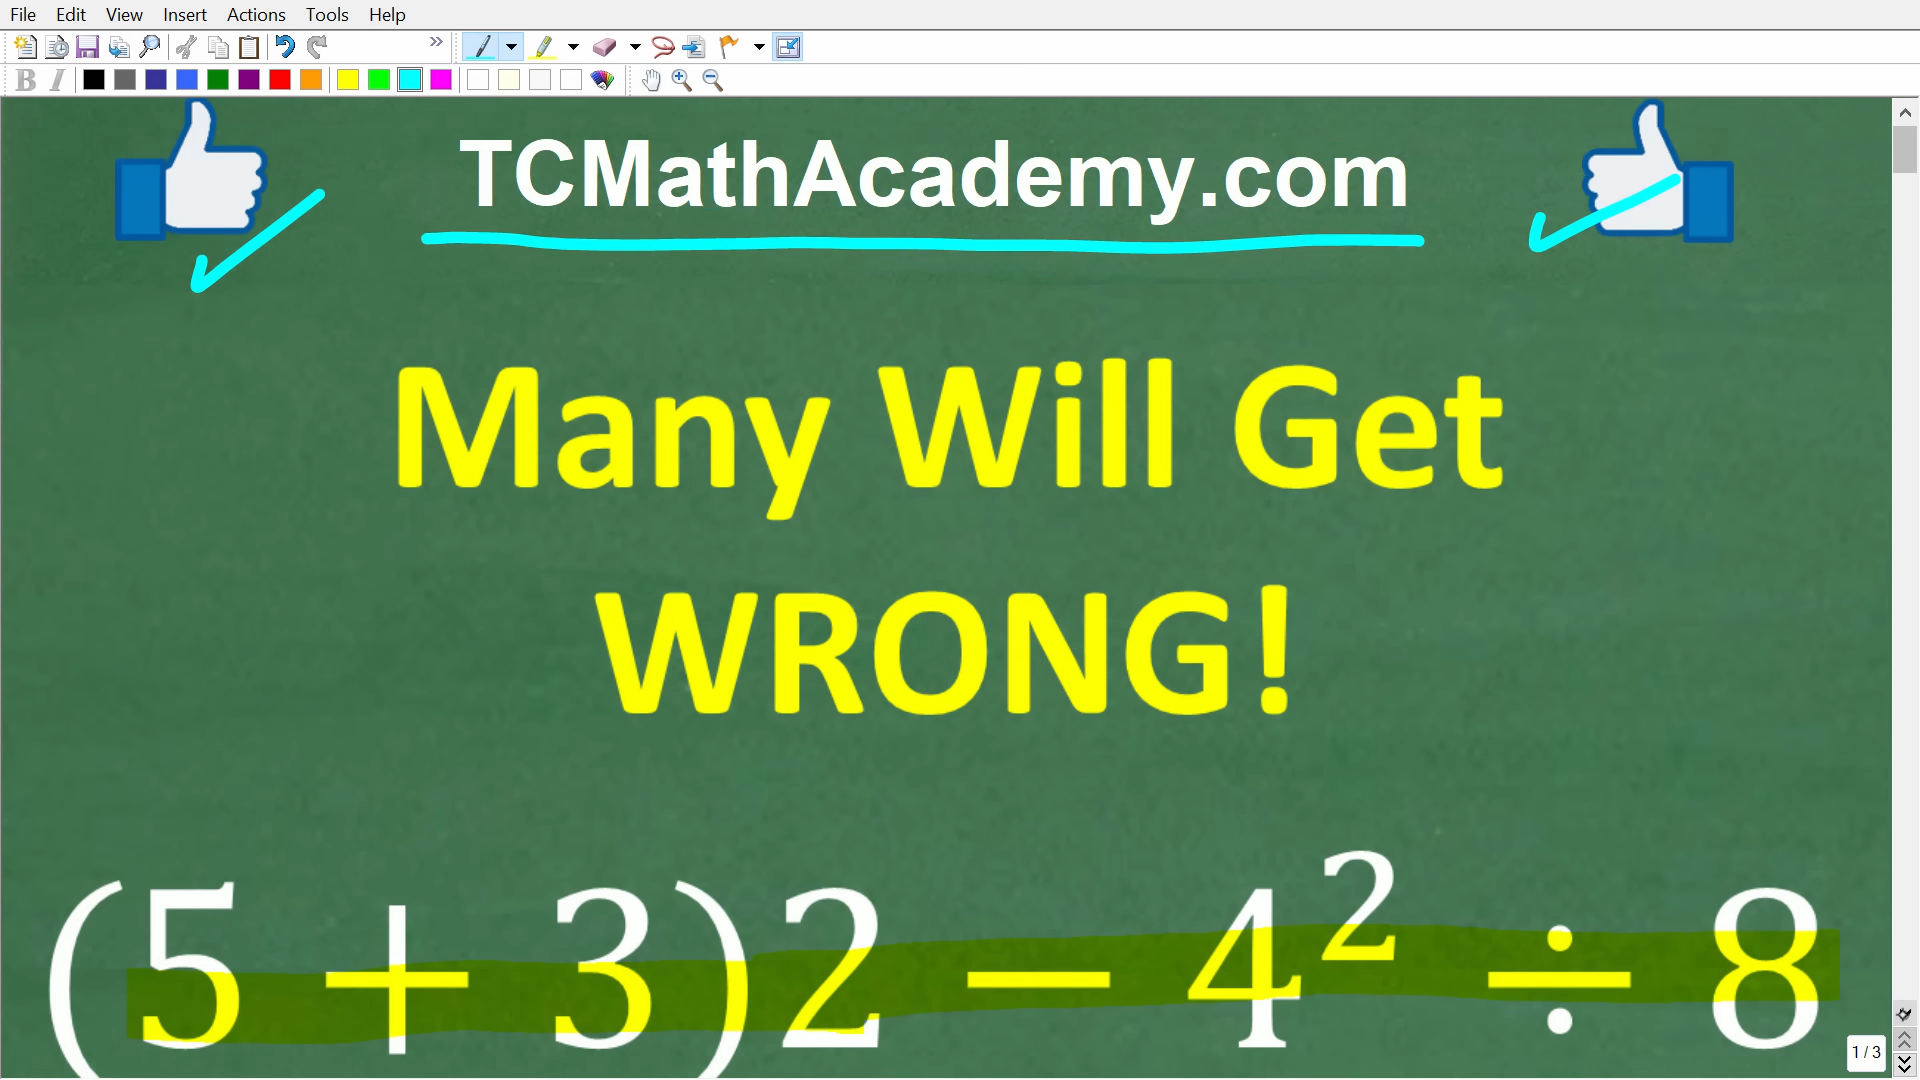 File Edit View Insert Actions Tools Help
B I
TCMathAcademy.com
Many Will Get
WRONG!
(5 + 3)2 − 4² ÷ 8
1 / 3